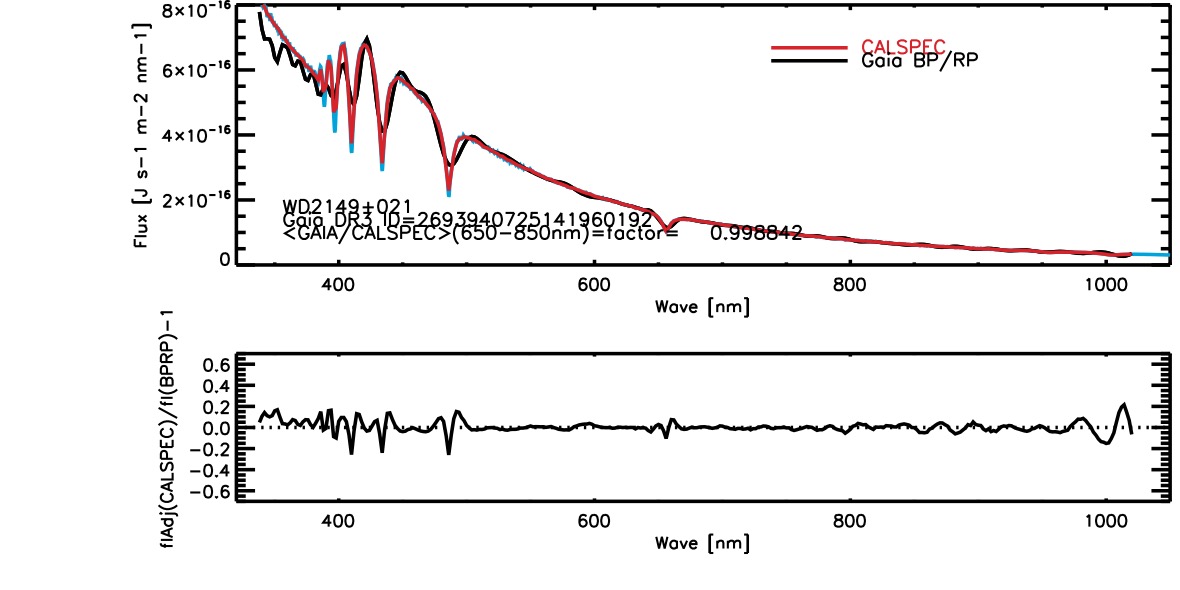 8×10−16
6×10−16
4×10−16
2×10−16
0
Flux [J s−1 m−2 nm−1]
CALSPEC
Gaia BP/RP
WD2149+021
Gaia DR3 ID=2693940725141960192
<GAIA/CALSPEC>(650−850nm)=factor= 0.998842
400 600 800 1000
Wave [nm]
flAdj(CALSPEC)/fl(BPRP)−1
0.6
0.4
0.2
0.0
−0.2
−0.4
−0.6
400 600 800 1000
Wave [nm]